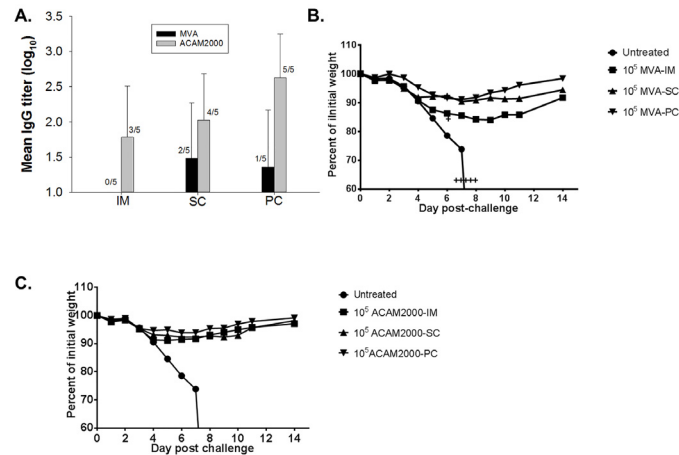 A.
3.5
3.0
2.5
2.0
1.5
1.0
Mean IgG titer (log10)
MVA
ACAM2000
0/5
3/5
2/5
4/5
1/5
5/5
IM SC PC
B.
110
100
90
80
70
60
Percent of iInitial weight
+
+++++
0 2 4 6 8 10 12 14
Day post-challenge
Untreated
10^5 MVA-IM
10^5 MVA-SC
10^5 MVA-PC
C.
110
100
90
80
70
60
Percent of initial weight
0 2 4 6 8 10 12 14
Day post challenge
Untreated
10^5 ACAM2000-IM
10^5 ACAM2000-SC
10^5ACAM2000-PC